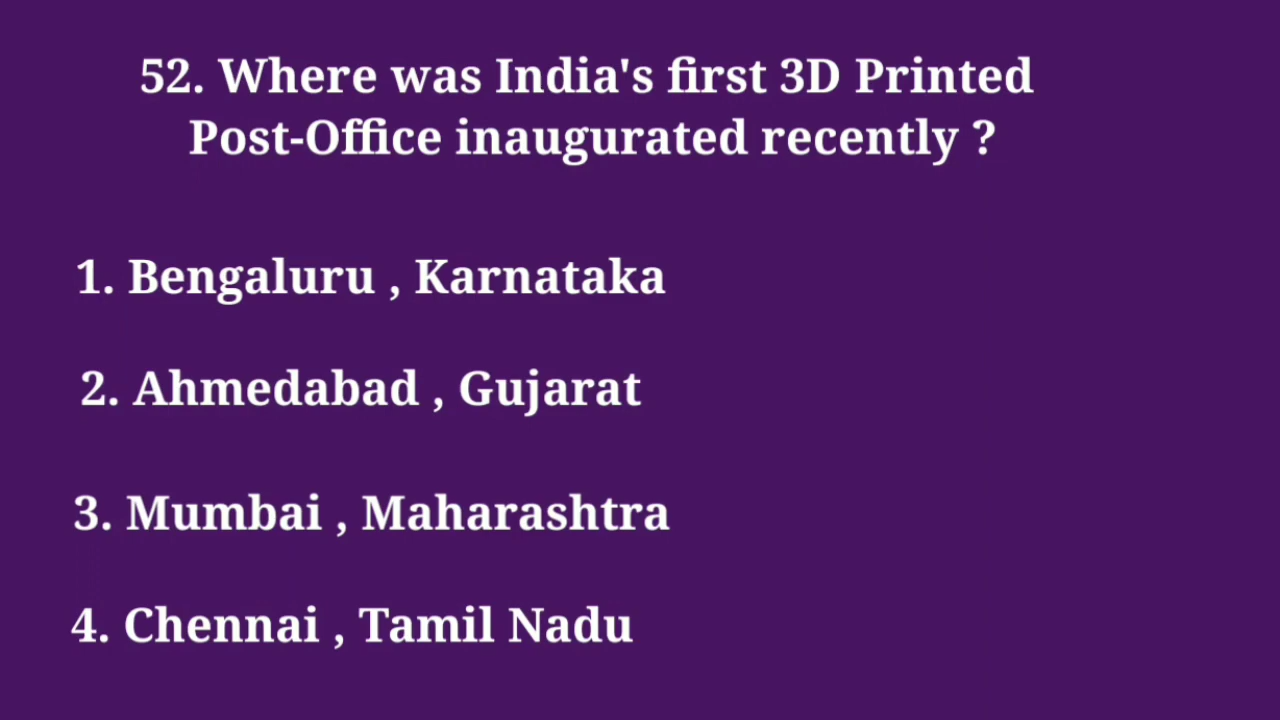 52. Where was India's first 3D Printed
Post-Office inaugurated recently ?
1. Bengaluru , Karnataka
2. Ahmedabad , Gujarat
3. Mumbai , Maharashtra
4. Chennai , Tamil Nadu